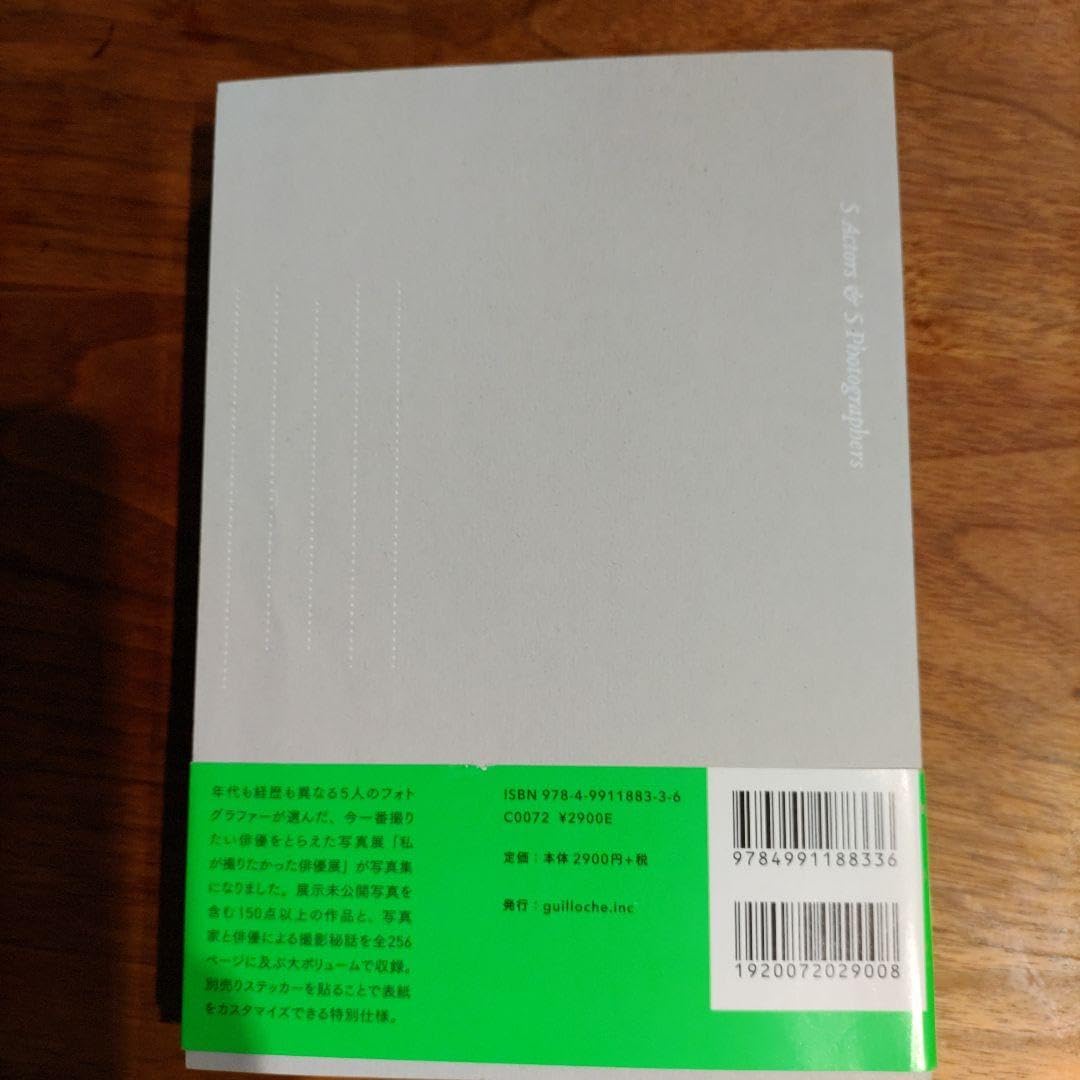 5 Actors & 5 Photographers
年代も経歴も異なる5人のフォト
グラファーが選んだ、今一番撮り
たい俳優をとらえた写真展「私
が撮りたかった俳優展」が写真集
になりました。展示未公開写真を
含む150点以上の作品と、写真
家と俳優による撮影秘話を全256
ページに及ぶ大ボリュームで収録。
別売りステッカーを貼ることで表紙
をカスタマイズできる特別仕様。
ISBN 978-4-9911883-3-6
C0072 ¥2900E
定価：本体2900円+税
発行：guilloche.inc
9784991188336
1920072029008